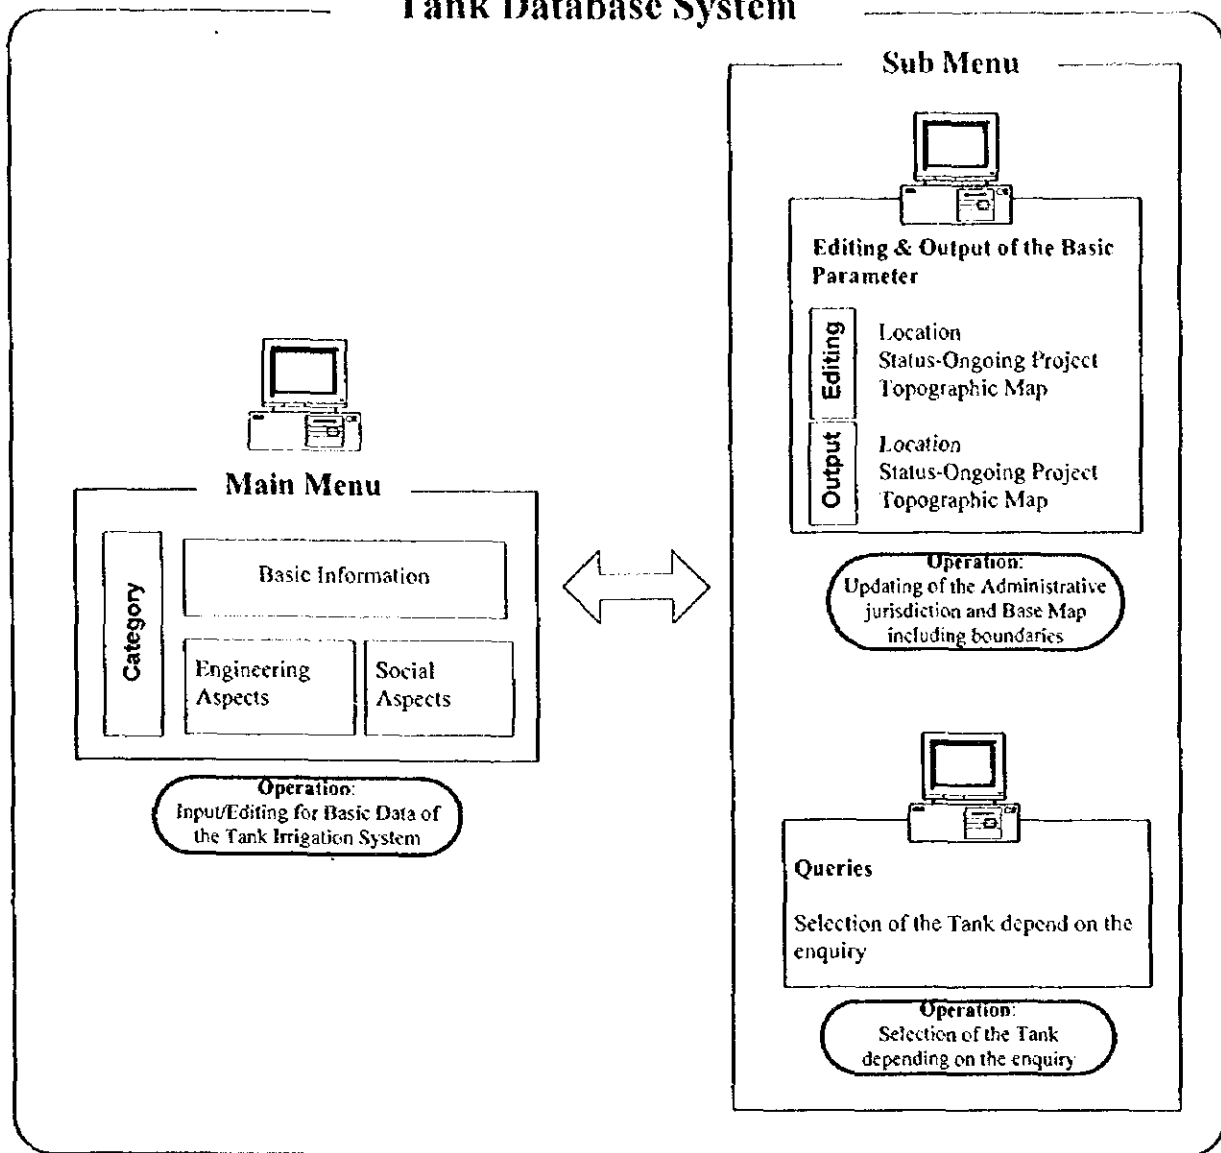 Tank Database System
Sub Menu
Editing & Output of the Basic
Parameter
Editing
Location
Status-Ongoing Project
Topographic Map
Output
Location
Status-Ongoing Project
Topographic Map
Operation:
Updating of the Administrative
jurisdiction and Base Map
including boundaries
Main Menu
Category
Basic Information
Engineering
Aspects
Social
Aspects
Operation:
Input/Editing for Basic Data of
the Tank Irrigation System
Queries
Selection of the Tank depend on the
enquiry
Operation:
Selection of the Tank
depending on the enquiry